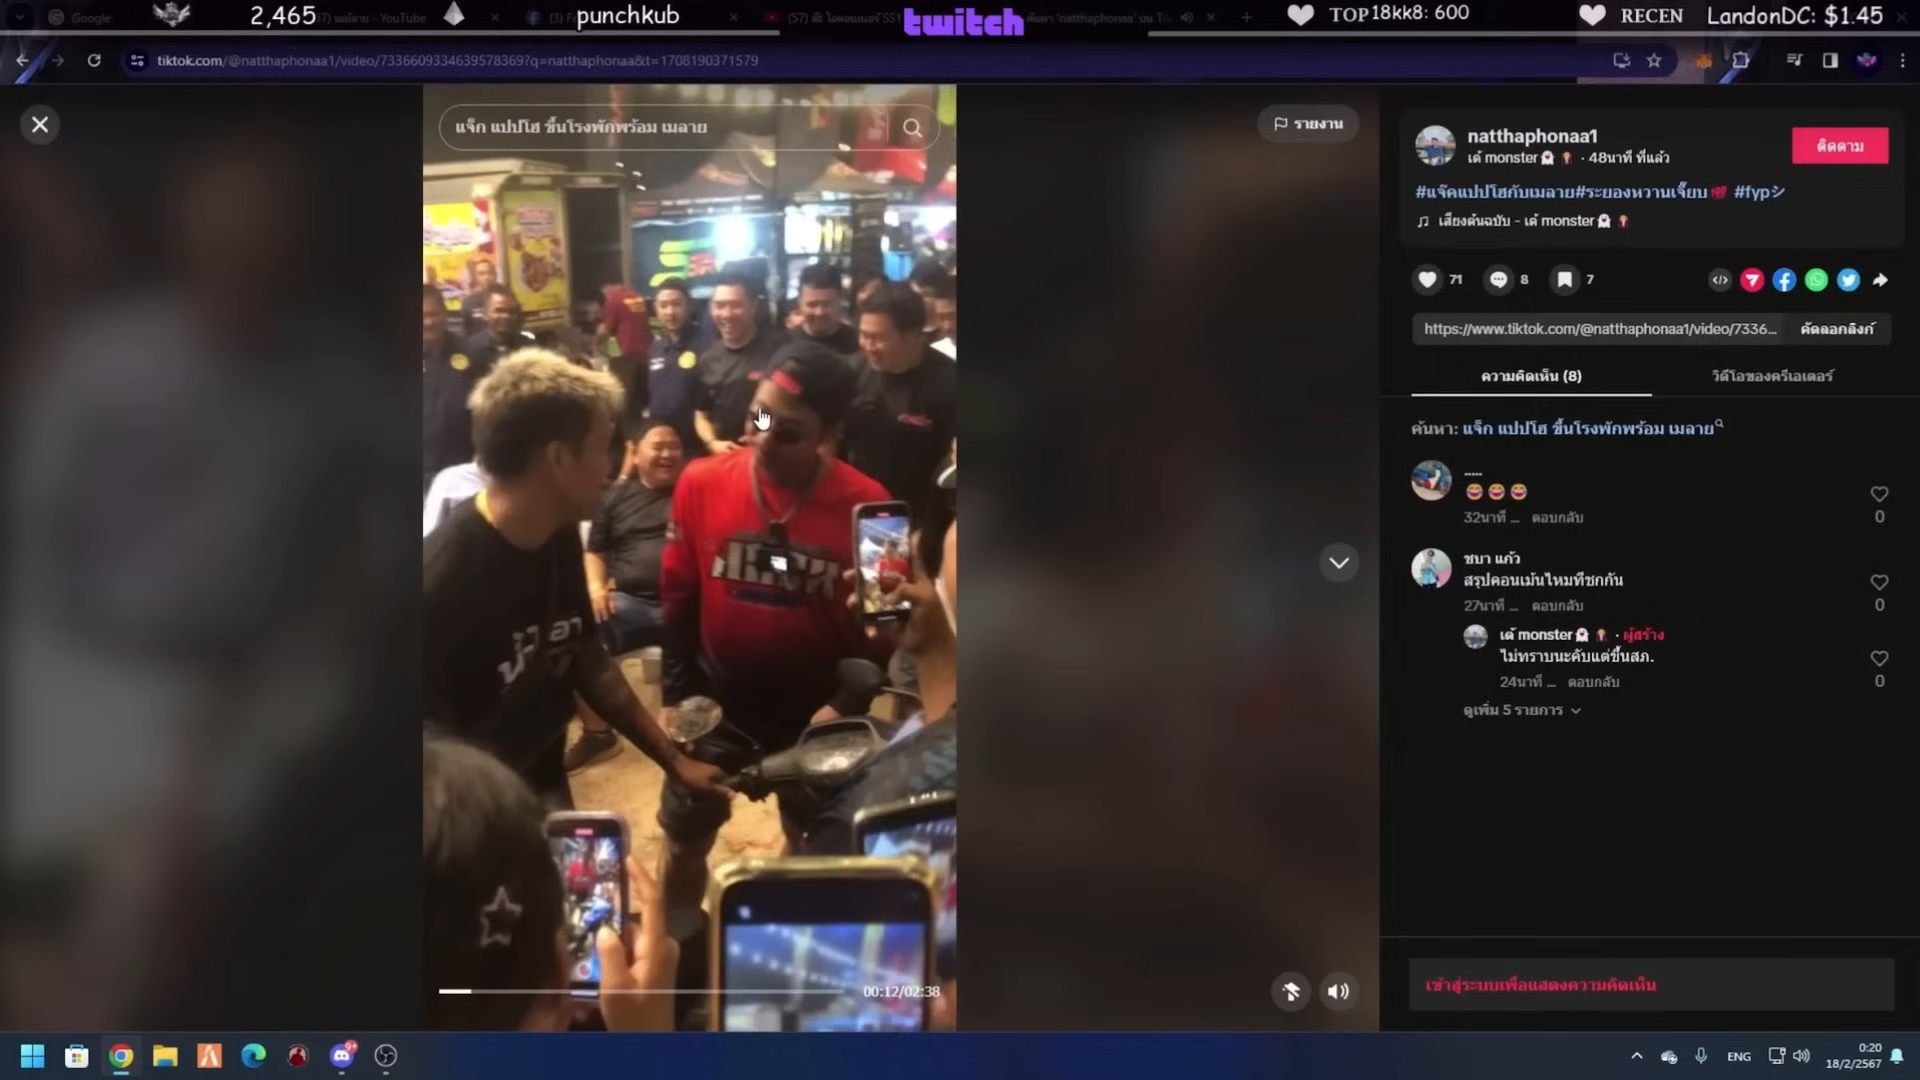 2,465
punchkub
twitch
TOP 18kk8: 600
RECEN
LandonDC: $1.45
Google
tiktok.com/@natthaphonaa1/video/7336609334639578369?q=natthaphonaa&t=1708190371579
แจ็ก แปปโฮ ขึ้นโรงพักพร้อม เมลาย
รายงาน
natthaphonaa1
เต้ monster · 48นาที ที่แล้ว
ติดตาม
#แจ๊คแปปโฮกับเมลาย#ระยองหวานเจี๊ยบ💯 #fypシ
เสียงต้นฉบับ - เต้ monster
71
8
7
https://www.tiktok.com/@natthaphonaa1/video/7336...
คัดลอกลิงก์
ความคิดเห็น (8)
วิดีโอของครีเอเตอร์
ค้นหา: แจ็ก แปปโฮ ขึ้นโรงพักพร้อม เมลาย
.....
😂😂😂
32นาที ... ตอบกลับ
0
ชบา แก้ว
สรุปคอนเม้นไหมที่ชกกัน
27นาที ... ตอบกลับ
0
เต้ monster · ผู้สร้าง
ไม่ทราบนะคับแต่ขึ้นสภ.
24นาที ... ตอบกลับ
0
ดูเพิ่ม 5 รายการ
00:12/02:38
เข้าสู่ระบบเพื่อแสดงความคิดเห็น
9+
ENG
0:20
18/2/2567